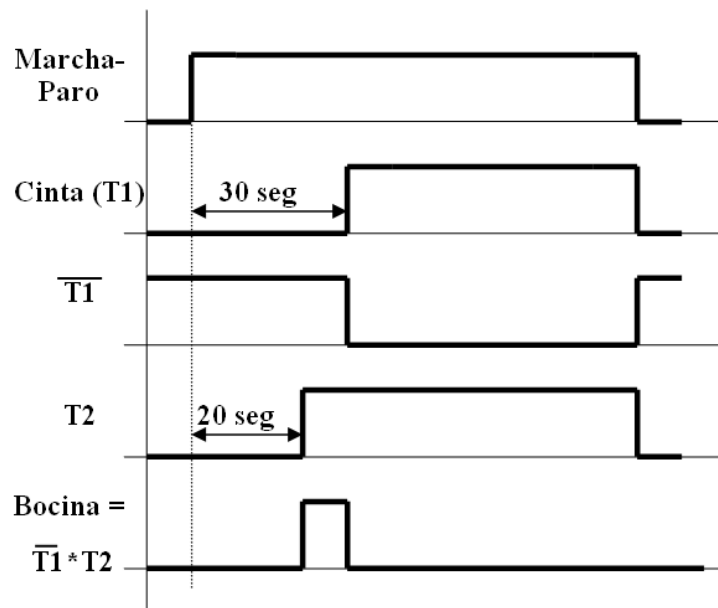 Marcha-
Paro
Cinta (T1)
30 seg
T1
T2
20 seg
Bocina =
T1*T2